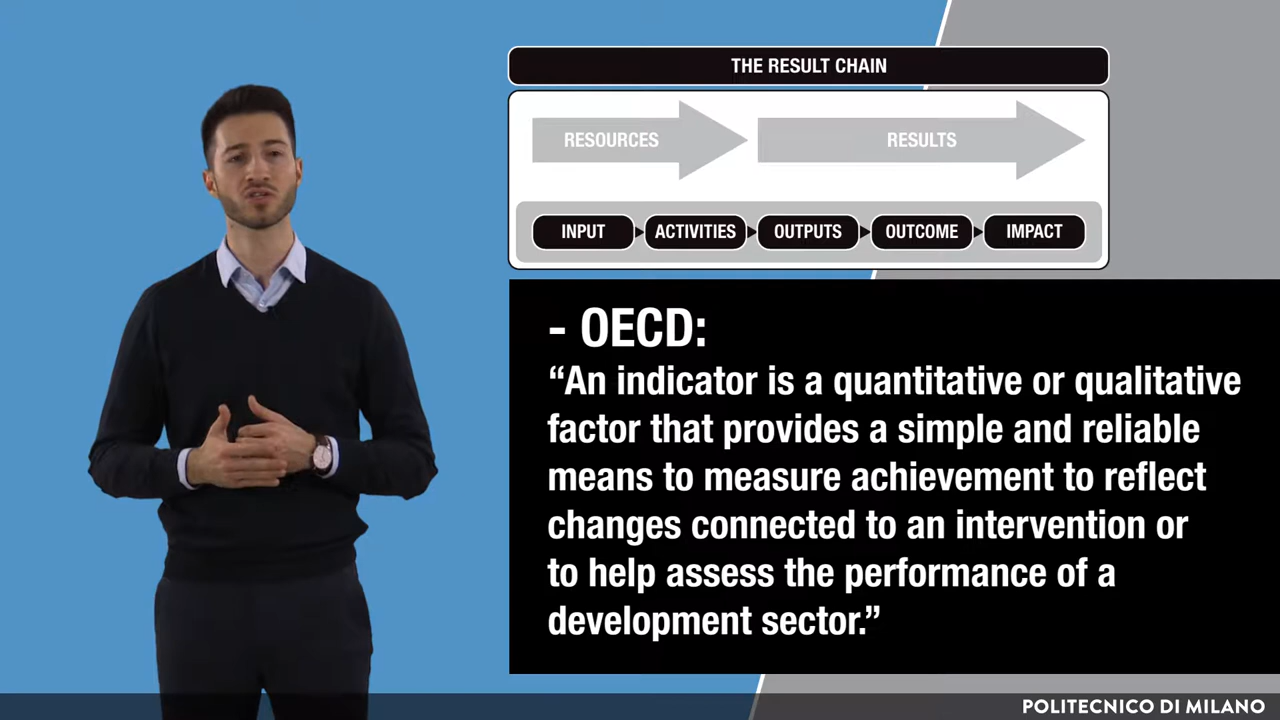 THE RESULT CHAIN
RESOURCES
RESULTS
INPUT
ACTIVITIES
OUTPUTS
OUTCOME
IMPACT
- OECD:
“An indicator is a quantitative or qualitative
factor that provides a simple and reliable
means to measure achievement to reflect
changes connected to an intervention or
to help assess the performance of a
development sector.”
POLITECNICO DI MILANO